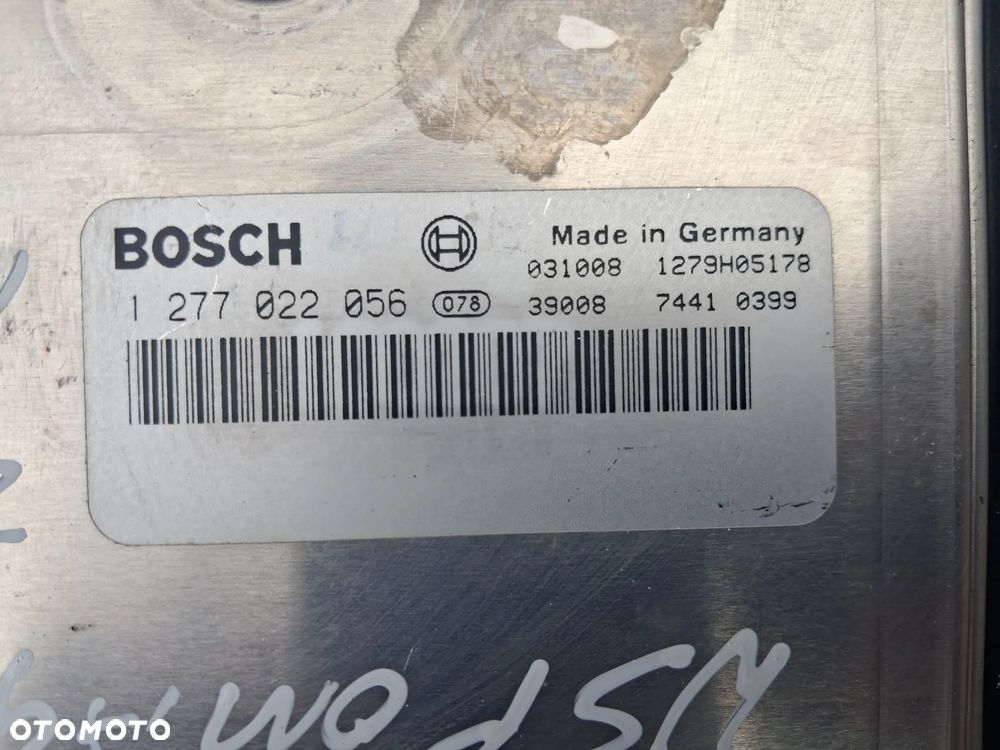 BOSCH
Made in Germany
031008 1279H05178
1 277 022 056 078 39008 7441 0399
OTOMOTO